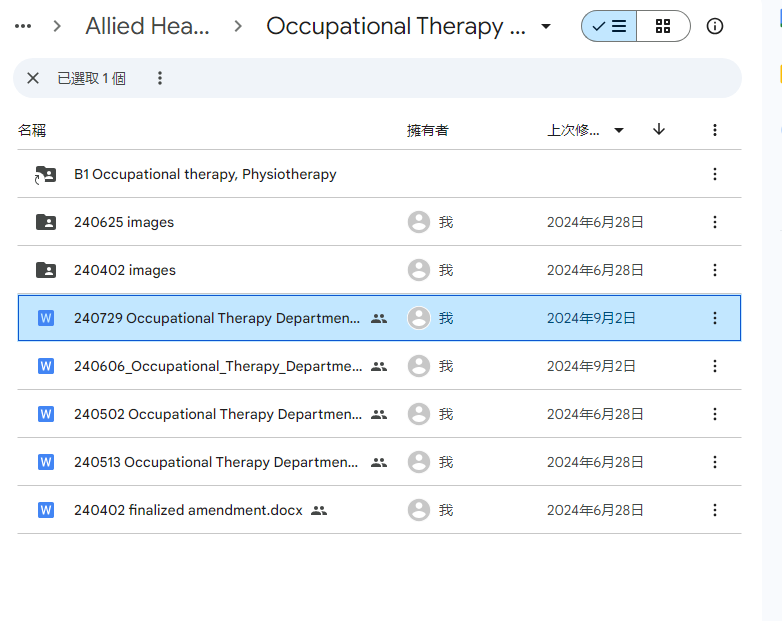 Allied Hea... Occupational Therapy ...
已選取 1 個
名稱 擁有者 上次修...
B1 Occupational therapy, Physiotherapy
240625 images 我 2024年6月28日
240402 images 我 2024年6月28日
W 240729 Occupational Therapy Departmen... 我 2024年9月2日
W 240606_Occupational_Therapy_Departme... 我 2024年9月2日
W 240502 Occupational Therapy Departmen... 我 2024年6月28日
W 240513 Occupational Therapy Departmen... 我 2024年6月28日
W 240402 finalized amendment.docx 我 2024年6月28日